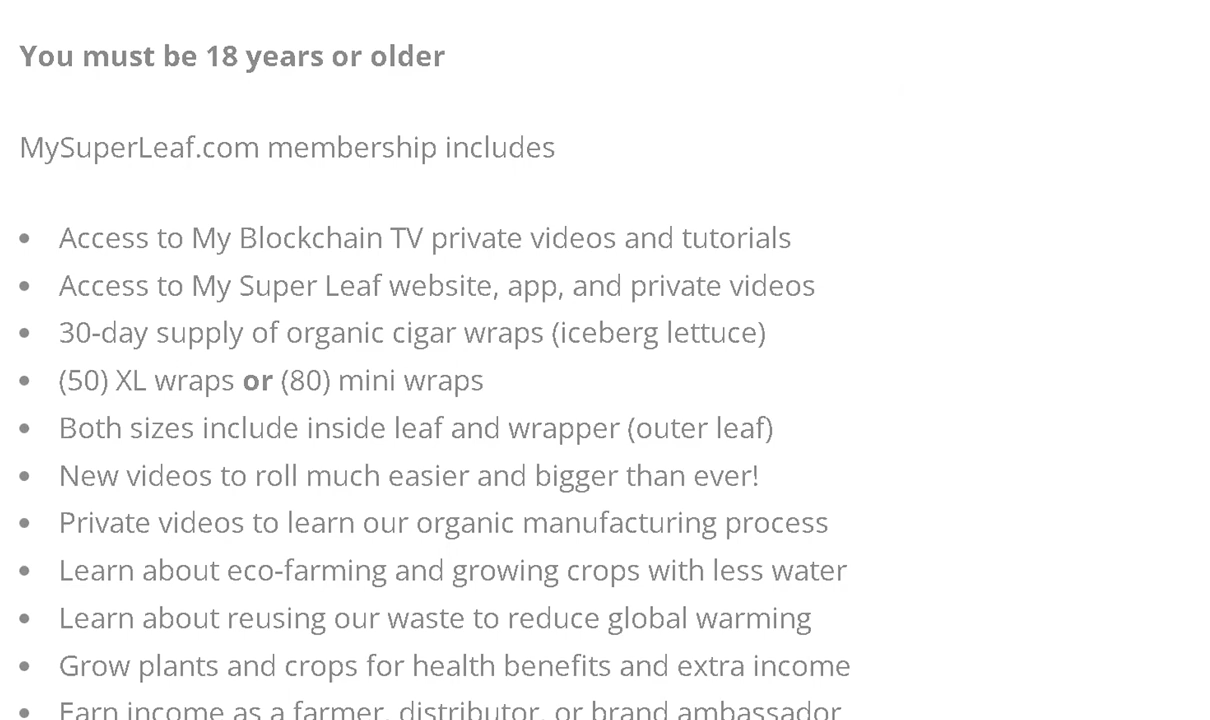 You must be 18 years or older
MySuperLeaf.com membership includes
• Access to My Blockchain TV private videos and tutorials
• Access to My Super Leaf website, app, and private videos
• 30-day supply of organic cigar wraps (iceberg lettuce)
• (50) XL wraps or (80) mini wraps
• Both sizes include inside leaf and wrapper (outer leaf)
• New videos to roll much easier and bigger than ever!
• Private videos to learn our organic manufacturing process
• Learn about eco-farming and growing crops with less water
• Learn about reusing our waste to reduce global warming
• Grow plants and crops for health benefits and extra income
• Earn income as a farmer, distributor, or brand ambassador